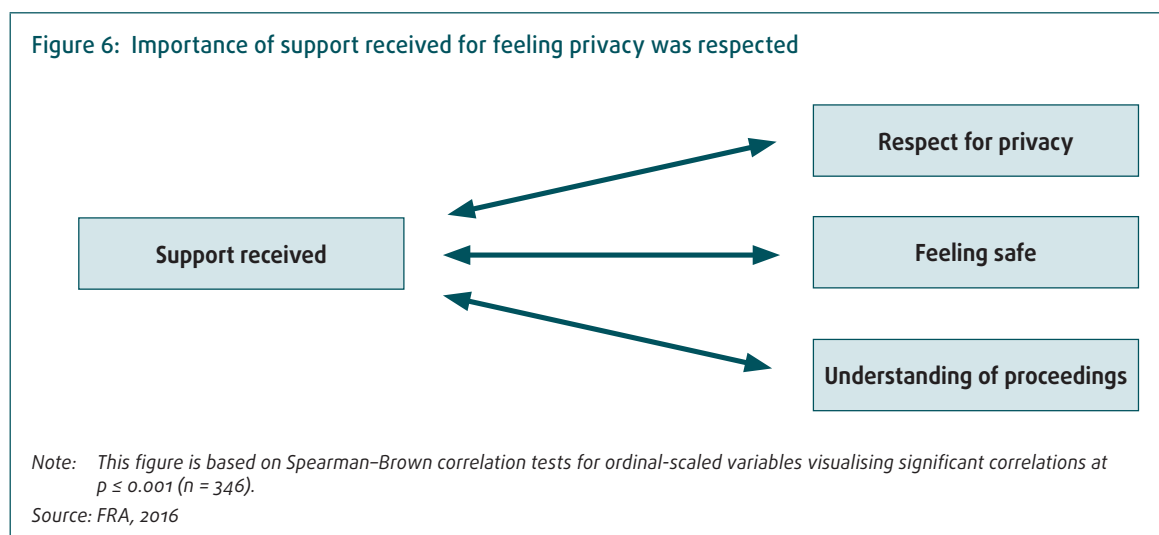 Figure 6: Importance of support received for feeling privacy was respected
Respect for privacy
Support received
Feeling safe
Understanding of proceedings
Note: This figure is based on Spearman–Brown correlation tests for ordinal-scaled variables visualising significant correlations at
p ≤ 0.001 (n = 346).
Source: FRA, 2016